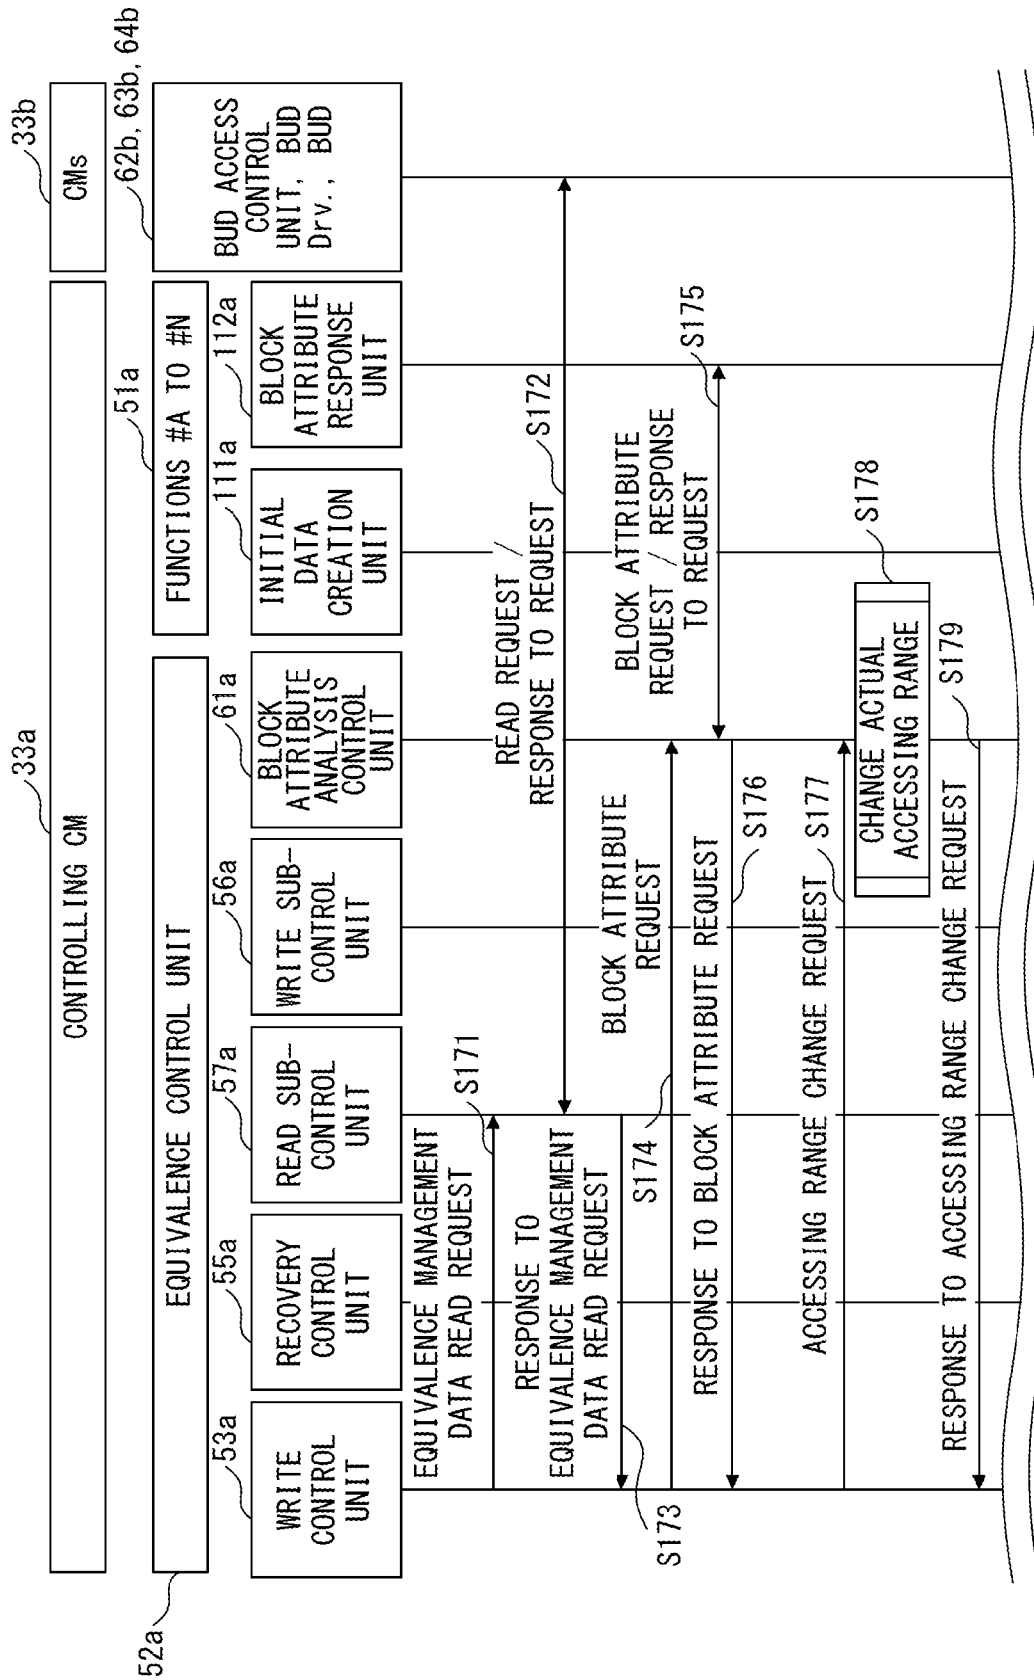 33a
33b
CONTROLLING CM
CMs
52a
51a
62b, 63b, 64b
EQUIVALENCE CONTROL UNIT
FUNCTIONS #A TO #N
BUD ACCESS
CONTROL
UNIT, BUD
Drv., BUD
53a
WRITE
CONTROL
UNIT
55a
RECOVERY
CONTROL
UNIT
57a
READ SUB-
CONTROL
UNIT
56a
WRITE SUB-
CONTROL
UNIT
61a
BLOCK
ATTRIBUTE
ANALYSIS
CONTROL
UNIT
111a
INITIAL
DATA
CREATION
UNIT
112a
BLOCK
ATTRIBUTE
RESPONSE
UNIT
EQUIVALENCE MANAGEMENT
DATA READ REQUEST
S171
READ REQUEST /
RESPONSE TO REQUEST
S172
RESPONSE TO
EQUIVALENCE MANAGEMENT
DATA READ REQUEST
S173
BLOCK ATTRIBUTE
REQUEST
S174
BLOCK ATTRIBUTE
REQUEST / RESPONSE
TO REQUEST
S175
RESPONSE TO BLOCK ATTRIBUTE REQUEST
S176
ACCESSING RANGE CHANGE REQUEST
S177
CHANGE ACTUAL
ACCESSING RANGE
S178
RESPONSE TO ACCESSING RANGE CHANGE REQUEST
S179